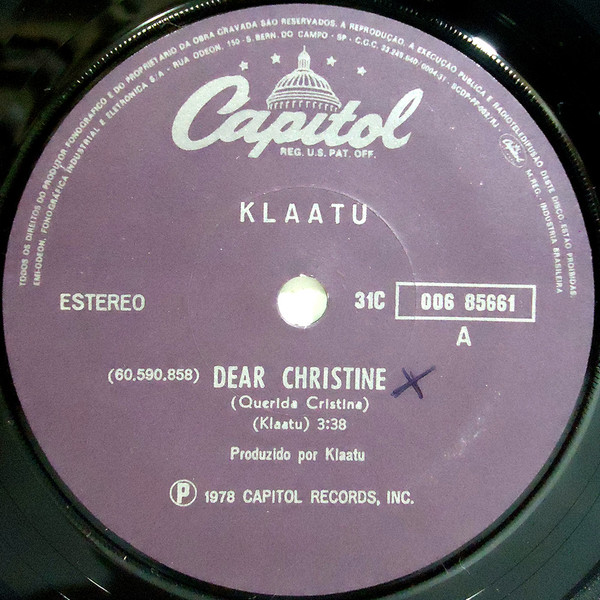 TODOS OS DIREITOS DO PRODUTOR FONOGRÁFICO E DO PROPRIETÁRIO DA OBRA GRAVADA SÃO RESERVADOS. A REPRODUÇÃO, A EXECUÇÃO PÚBLICA E RADIOTELEDIFUSÃO DESTE DISCO ESTÃO PROIBIDAS.
EMI-ODEON, FONOGRÁFICA INDUSTRIAL E ELETRÔNICA S/A - RUA ODEON, 150 - S. BERN. DO CAMPO - SP - C.G.C.
M.REG. INDUSTRIA BRASILEIRA
Capitol
REG. U.S. PAT. OFF.
Capitol
KLAATU
ESTEREO
31C 006 85661
A
(60.590.858) DEAR CHRISTINE X
(Querida Cristina)
(Klaatu) 3:38
Produzido por Klaatu
Ⓟ 1978 CAPITOL RECORDS, INC.